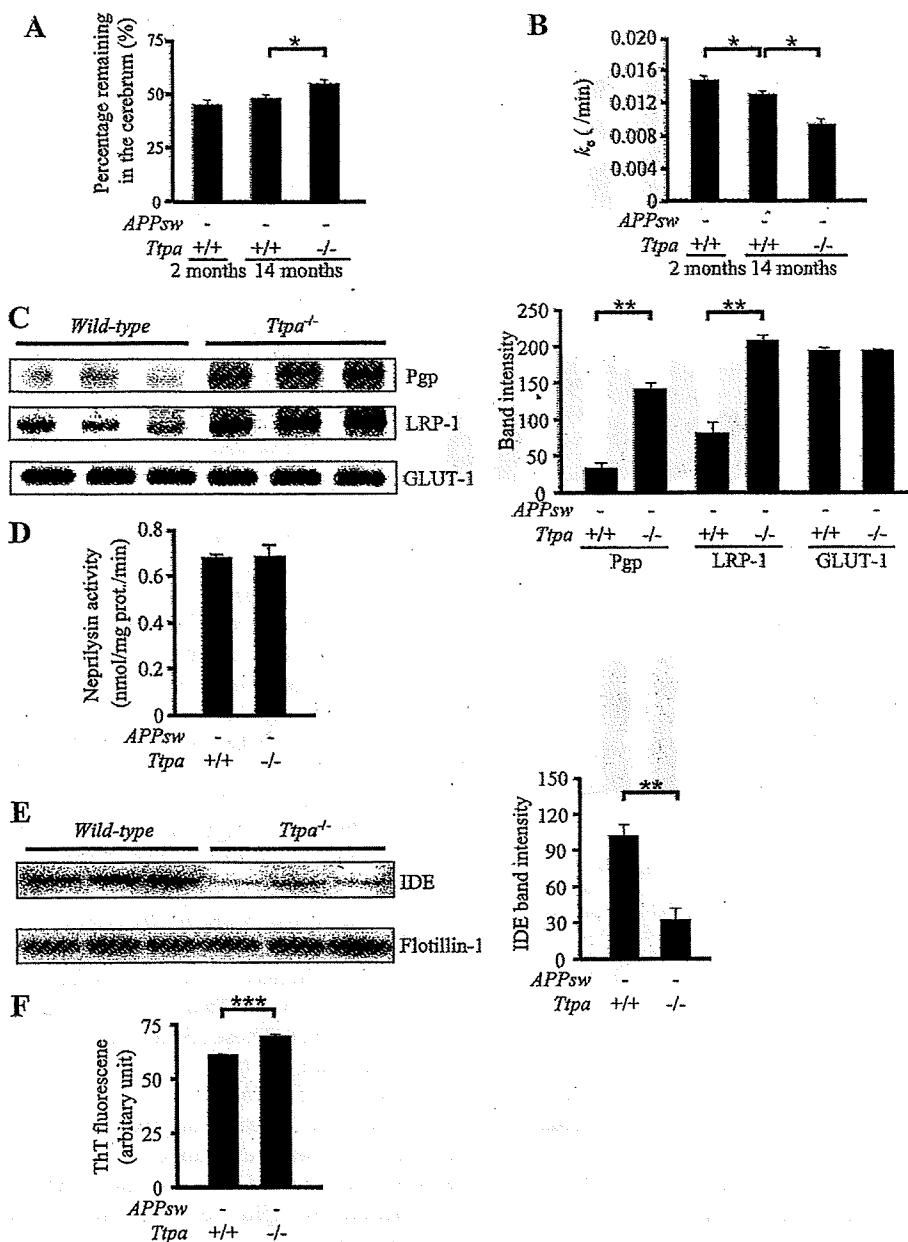 A
Percentage remaining
in the cerebrum (%)
75
50
25
0
*
APPsw - - -
Ttpa +/+ +/+ -/-
2 months 14 months
B
kₑ (/min)
0.020
0.016
0.012
0.008
0.004
0
* *
APPsw - - -
Ttpa +/+ +/+ -/-
2 months 14 months
C
Wild-type Ttpa-/-
Pgp
LRP-1
GLUT-1
Band intensity
250
200
150
100
50
0
** **
APPsw - - - - - -
Ttpa +/+ -/- +/+ -/- +/+ -/-
Pgp LRP-1 GLUT-1
D
Neprilysin activity
(nmol/mg prot./min)
0.8
0.6
0.4
0.2
0
APPsw - -
Ttpa +/+ -/-
E
Wild-type Ttpa-/-
IDE
Flotillin-1
IDE band intensity
150
120
90
60
30
0
**
APPsw - -
Ttpa +/+ -/-
F
ThT fluorescene
(arbitary unit)
75
75
25
0
***
APPsw - -
Ttpa +/+ -/-